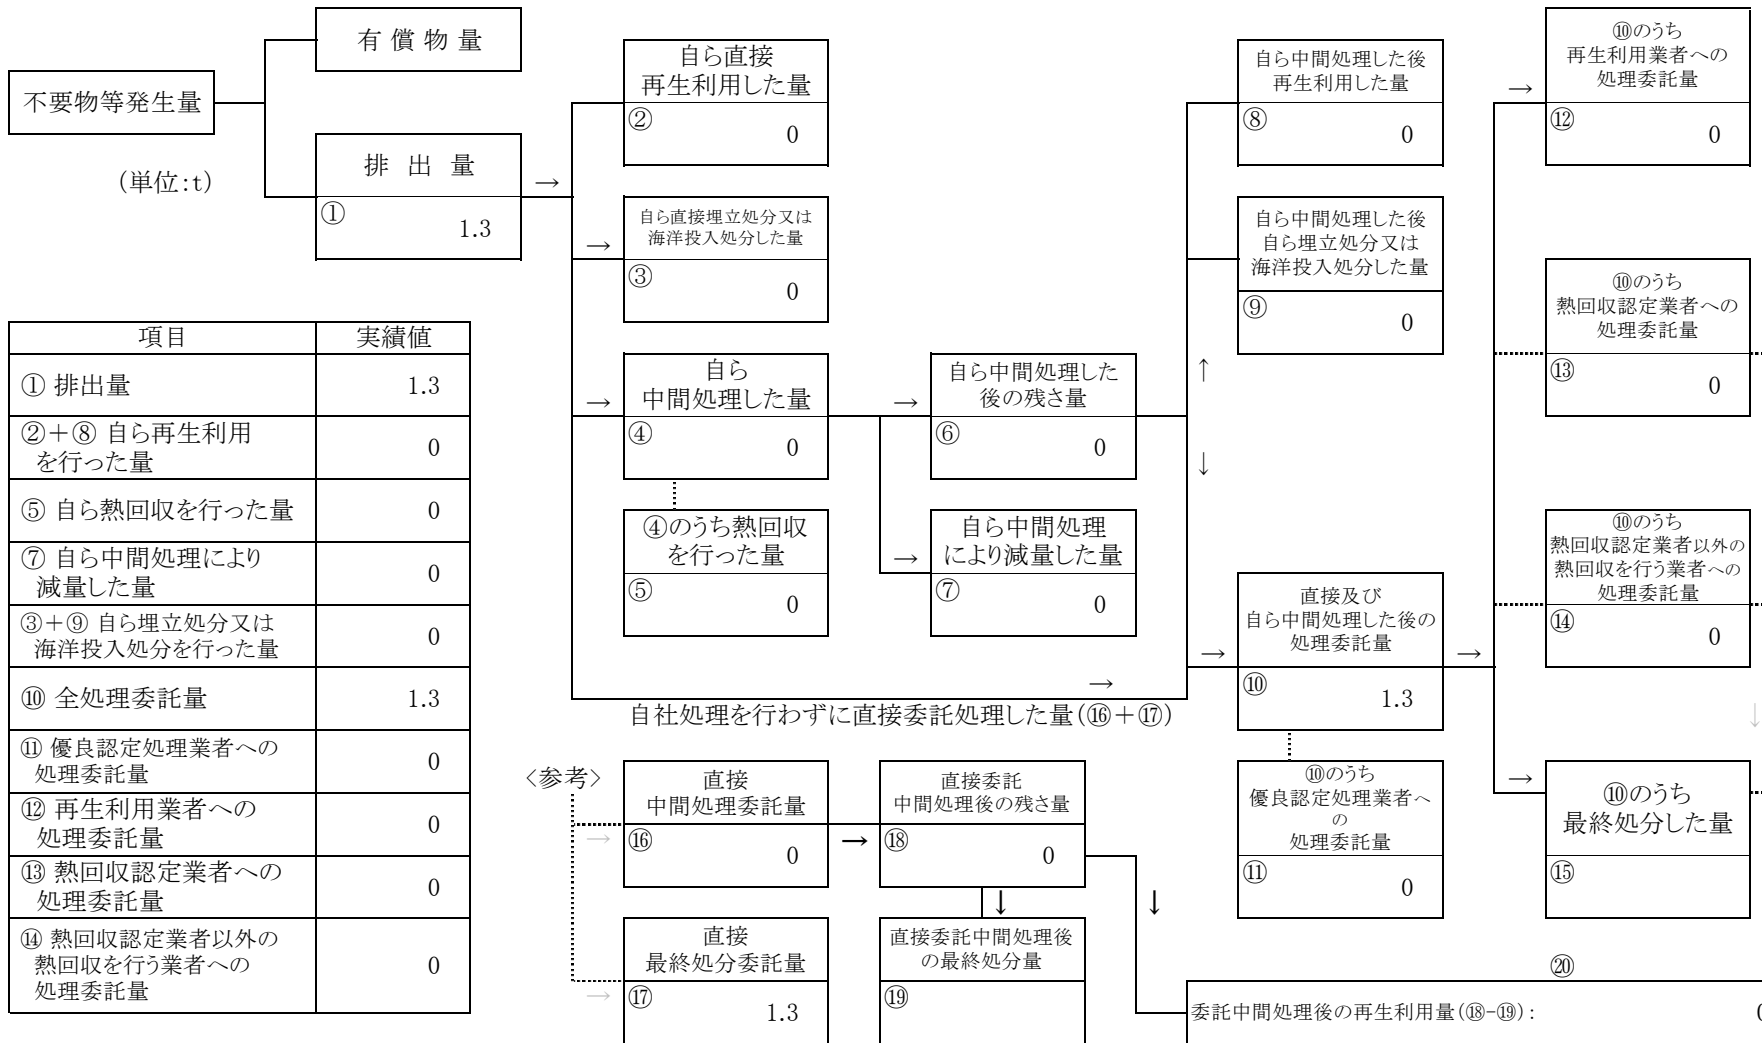 不要物等発生量
(単位:t)
有 償 物 量
排 出 量
①
1.3
→
自ら直接
再生利用した量
②
0
→
自ら直接埋立処分又は
海洋投入処分した量
③
0
→
自ら
中間処理した量
④
0
④のうち熱回収
を行った量
⑤
0
→
自ら中間処理した
後の残さ量
⑥
0
→
自ら中間処理
により減量した量
⑦
0
→
自社処理を行わずに直接委託処理した量(⑯+⑰)
自ら中間処理した後
再生利用した量
⑧
0
自ら中間処理した後
自ら埋立処分又は
海洋投入処分した量
⑨
0
↑
↓
→
直接及び
自ら中間処理した後の
処理委託量
⑩
1.3
→
⑩のうち
優良認定処理業者へ
の
処理委託量
⑪
0
→
⑩のうち
再生利用業者への
処理委託量
⑫
0
⑩のうち
熱回収認定業者への
処理委託量
⑬
0
⑩のうち
熱回収認定業者以外の
熱回収を行う業者への
処理委託量
⑭
0
↓
→
⑩のうち
最終処分した量
⑮
項目 実績値
① 排出量 1.3
②+⑧ 自ら再生利用
を行った量 0
⑤ 自ら熱回収を行った量 0
⑦ 自ら中間処理により
減量した量 0
③+⑨ 自ら埋立処分又は
海洋投入処分を行った量 0
⑩ 全処理委託量 1.3
⑪ 優良認定処理業者への
処理委託量 0
⑫ 再生利用業者への
処理委託量 0
⑬ 熱回収認定業者への
処理委託量 0
⑭ 熱回収認定業者以外の
熱回収を行う業者への
処理委託量 0
〈参考〉
→
直接
中間処理委託量
⑯
0
→
直接委託
中間処理後の残さ量
⑱
0
↓
↓
→
直接
最終処分委託量
⑰
1.3
直接委託中間処理後
の最終処分量
⑲
⑳
委託中間処理後の再生利用量(⑱-⑲):